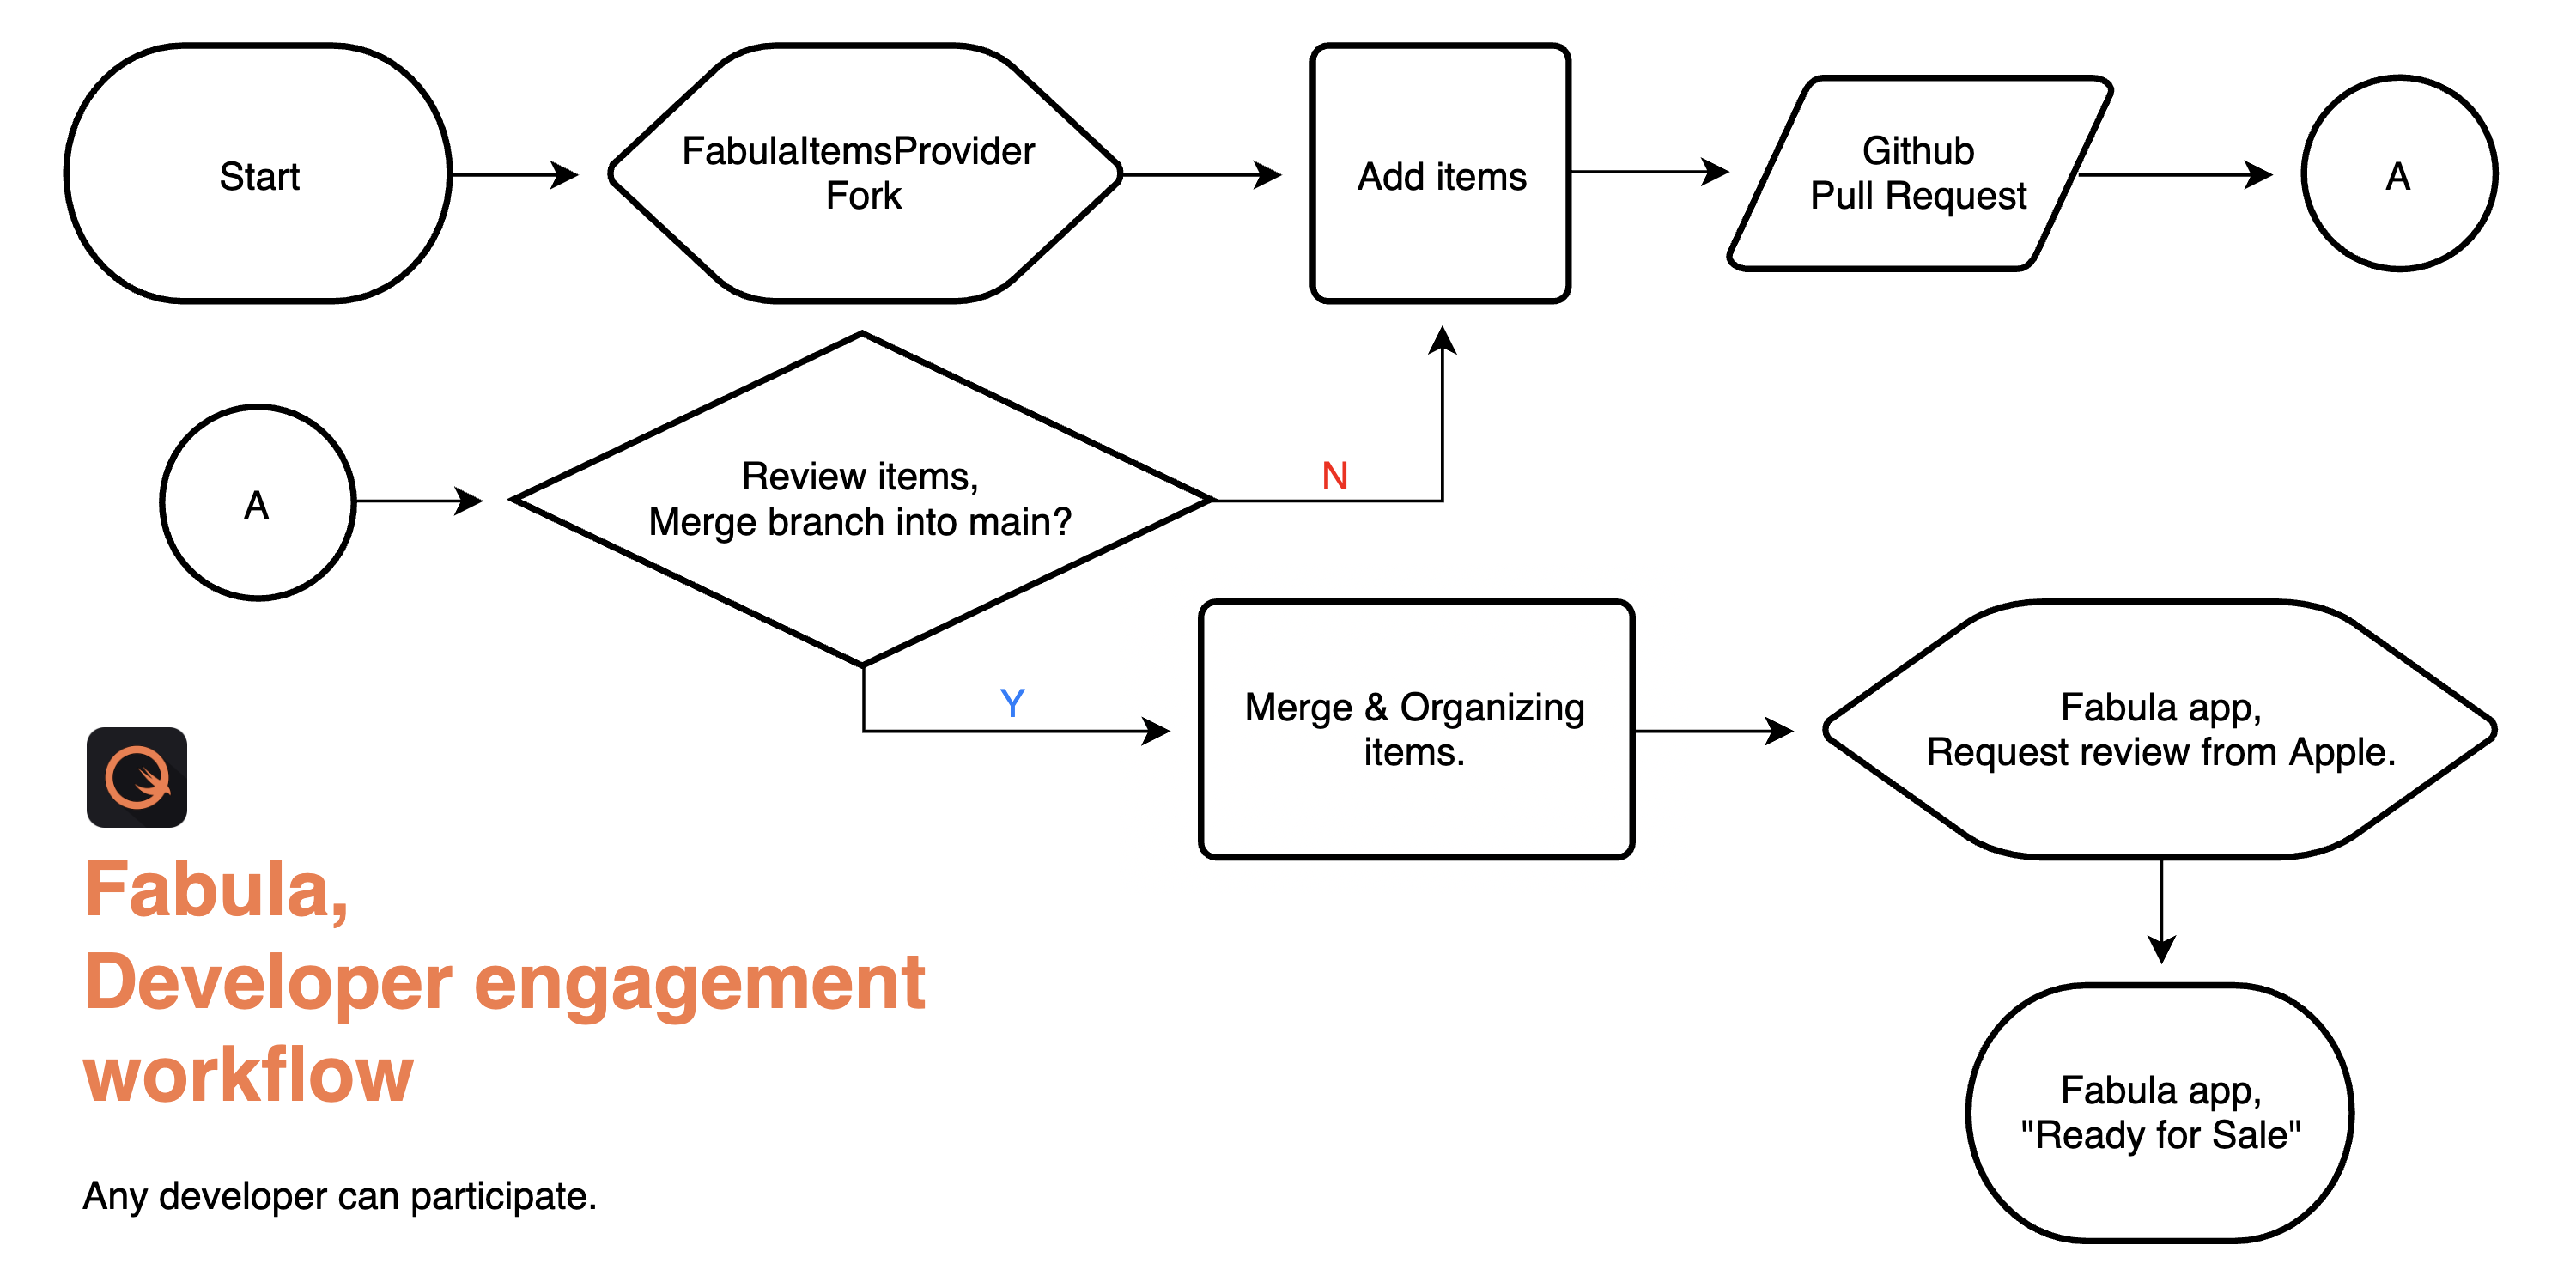 Start
FabulaItemsProvider
Fork
Add items
Github
Pull Request
A
A
Review items,
Merge branch into main?
N
Y
Merge & Organizing
items.
Fabula app,
Request review from Apple.
Fabula app,
"Ready for Sale"
Fabula,
Developer engagement
workflow
Any developer can participate.